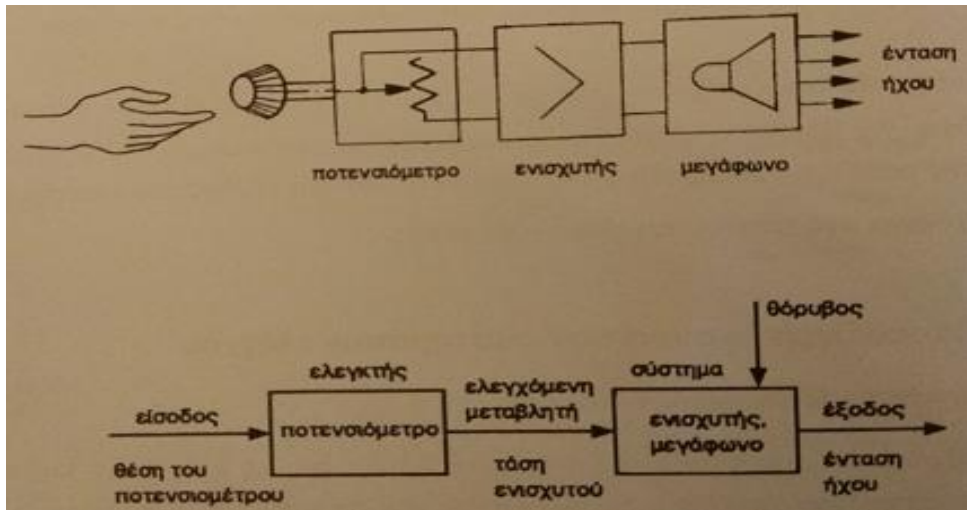 ένταση
ήχου
ποτενσιόμετρο
ενισχυτής
μεγάφωνο
θόρυβος
ελεγκτής
ελεγχόμενη
μεταβλητή
σύστημα
είσοδος
ποτενσιόμετρο
ενισχυτής,
μεγάφωνο
έξοδος
θέση του
ποτενσιομέτρου
τάση
ενισχυτού
ένταση
ήχου